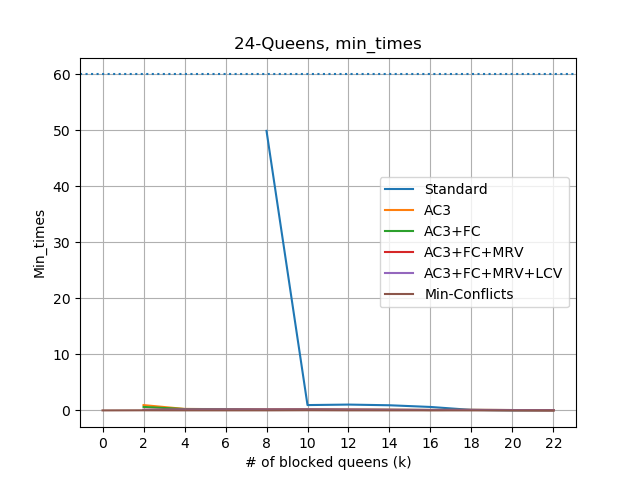 24-Queens, min_times
60
50
40
30
20
10
0
Min_times
Standard
AC3
AC3+FC
AC3+FC+MRV
AC3+FC+MRV+LCV
Min-Conflicts
0 2 4 6 8 10 12 14 16 18 20 22
# of blocked queens (k)